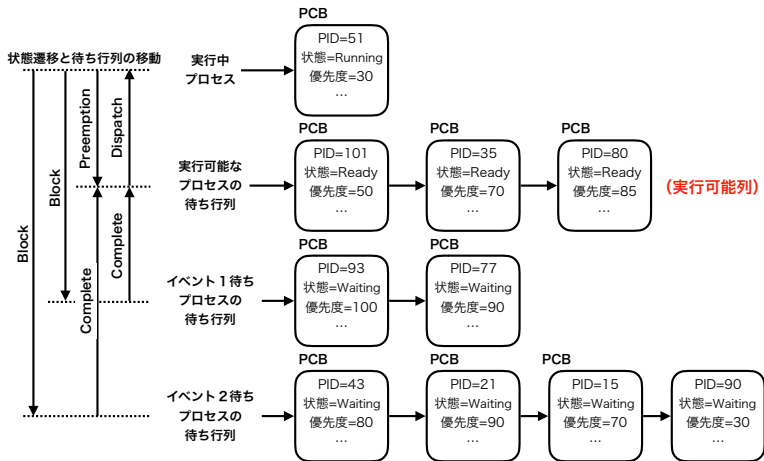 状態遷移と待ち行列の移動
Block
Block
Preemption
Dispatch
Complete
Complete
実行中
プロセス
PCB
PID=51
状態=Running
優先度=30
…
実行可能な
プロセスの
待ち行列
PCB
PID=101
状態=Ready
優先度=50
…
PCB
PID=35
状態=Ready
優先度=70
…
PCB
PID=80
状態=Ready
優先度=85
…
(実行可能列)
イベント1待ち
プロセスの
待ち行列
PCB
PID=93
状態=Waiting
優先度=100
…
PCB
PID=77
状態=Waiting
優先度=90
…
イベント2待ち
プロセスの
待ち行列
PCB
PID=43
状態=Waiting
優先度=80
…
PCB
PID=21
状態=Waiting
優先度=90
…
PCB
PID=15
状態=Waiting
優先度=70
…
PID=90
状態=Waiting
優先度=30
…